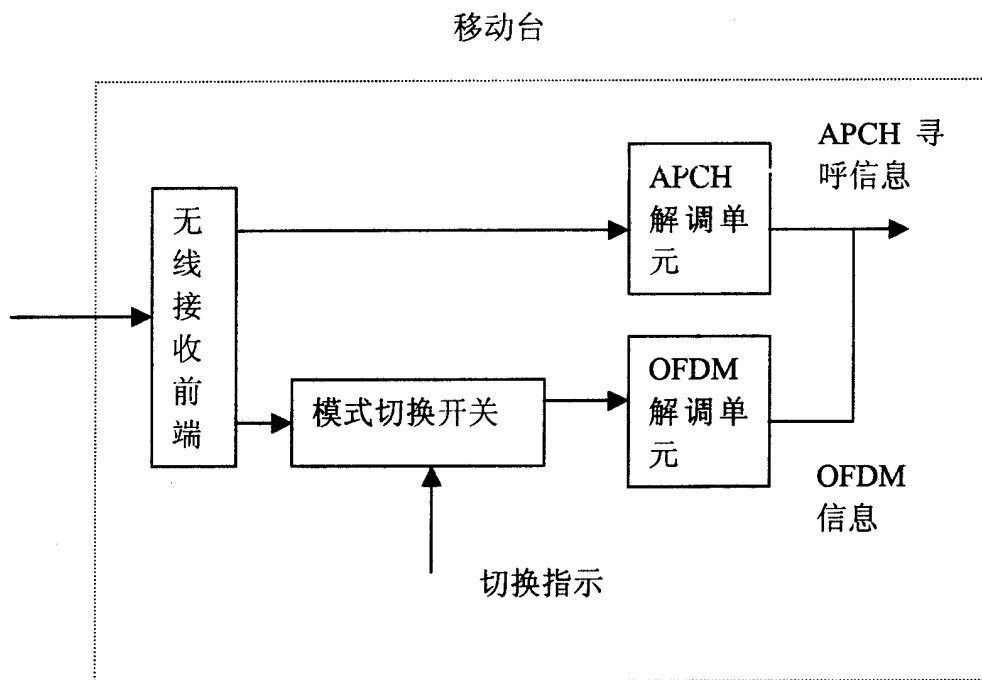 移动台
APCH 寻
呼信息
APCH
解调单
元
无
线
接
收
前
端
OFDM
解调单
元
模式切换开关
OFDM
信息
切换指示